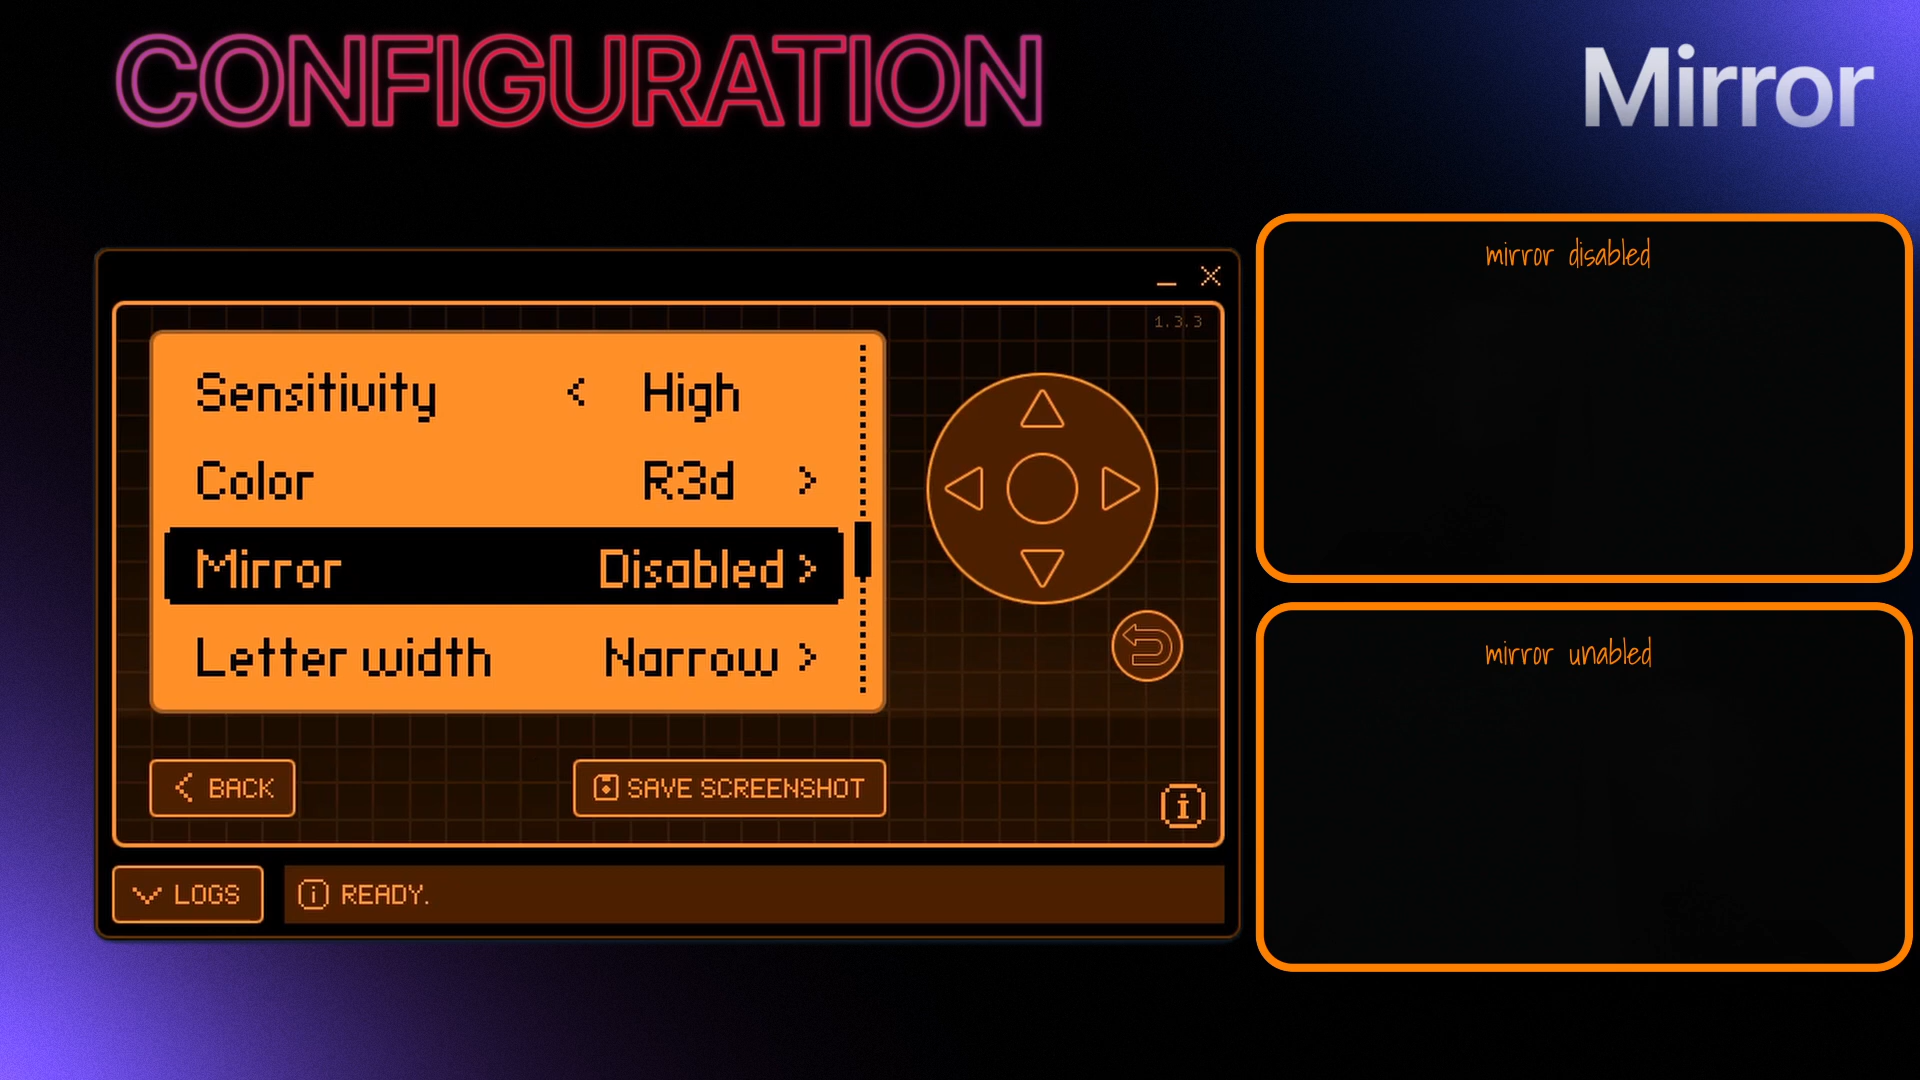 CONFIGURATION
Mirror
1.3.3
Sensitivity < High
Color R3d >
Mirror Disabled >
Letter width Narrow >
BACK
SAVE SCREENSHOT
LOGS
READY.
mirror disabled
mirror unabled